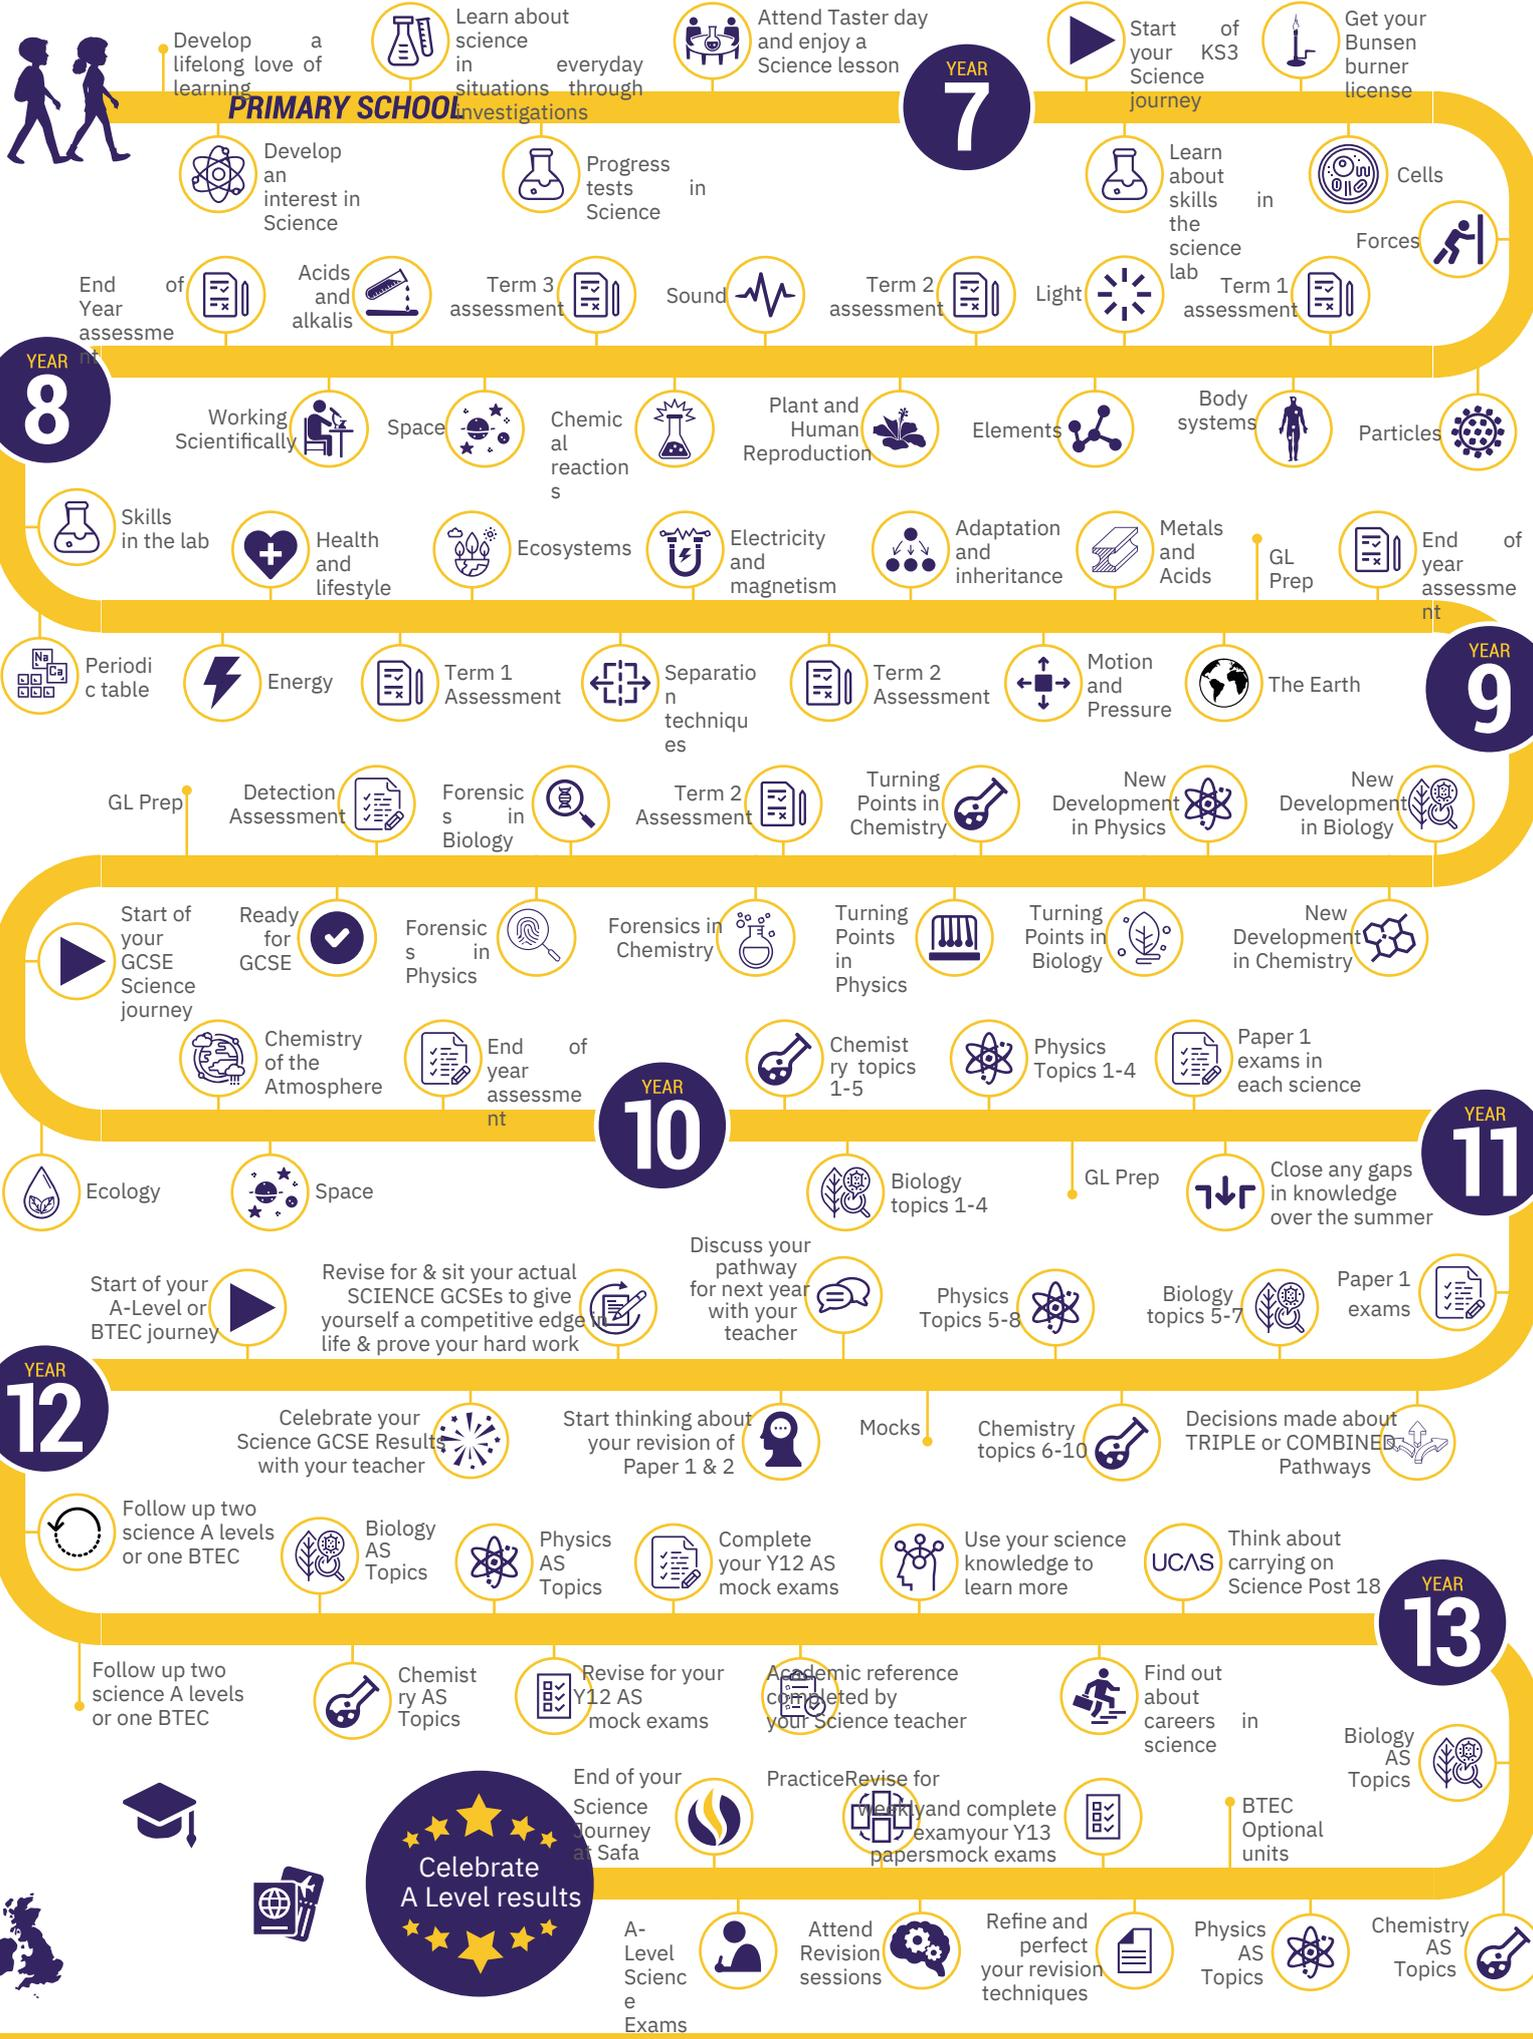 Develop a
lifelong love of
learning
Learn about
science
in everyday
situations through
investigations
Attend Taster day
and enjoy a
Science lesson
YEAR
7
Start of
your KS3
Science
journey
Get your
Bunsen
burner
license
PRIMARY SCHOOL
Develop
an
interest in
Science
Progress
tests in
Science
Learn
about
skills in
the
science
lab
Cells
Forces
End of
Year
assessme
nt
Acids
and
alkalis
Term 3
assessment
Sound
Term 2
assessment
Light
Term 1
assessment
YEAR
8
Working
Scientifically
Space
Chemic
al
reaction
s
Plant and
Human
Reproduction
Elements
Body
systems
Particles
Skills
in the lab
Health
and
lifestyle
Ecosystems
Electricity
and
magnetism
Adaptation
and
inheritance
Metals
and
Acids
GL
Prep
End of
year
assessme
nt
Na
Ca
Periodi
c table
Energy
Term 1
Assessment
Separatio
n
techniqu
es
Term 2
Assessment
Motion
and
Pressure
The Earth
YEAR
9
GL Prep
Detection
Assessment
Forensic
s in
Biology
Term 2
Assessment
Turning
Points in
Chemistry
New
Development
in Physics
New
Development
in Biology
Start of
your
GCSE
Science
journey
Ready
for
GCSE
Forensic
s in
Physics
Forensics in
Chemistry
Turning
Points
in
Physics
Turning
Points in
Biology
New
Development
in Chemistry
Chemistry
of the
Atmosphere
End of
year
assessme
nt
YEAR
10
Chemist
ry topics
1-5
Physics
Topics 1-4
Paper 1
exams in
each science
YEAR
11
Ecology
Space
Biology
topics 1-4
GL Prep
Close any gaps
in knowledge
over the summer
Start of your
A-Level or
BTEC journey
Revise for & sit your actual
SCIENCE GCSEs to give
yourself a competitive edge in
life & prove your hard work
Discuss your
pathway
for next year
with your
teacher
Physics
Topics 5-8
Biology
topics 5-7
Paper 1
exams
YEAR
12
Celebrate your
Science GCSE Results
with your teacher
Start thinking about
your revision of
Paper 1 & 2
Mocks
Chemistry
topics 6-10
Decisions made about
TRIPLE or COMBINED
Pathways
Follow up two
science A levels
or one BTEC
Biology
AS
Topics
Physics
AS
Topics
Complete
your Y12 AS
mock exams
Use your science
knowledge to
learn more
UCAS
Think about
carrying on
Science Post 18
YEAR
13
Follow up two
science A levels
or one BTEC
Chemist
ry AS
Topics
Revise for your
Y12 AS
mock exams
Academic reference
completed by
your Science teacher
Find out
about
careers in
science
Biology
AS
Topics
End of your
Science
Journey
at Safa
PracticeRevise for
weeklyand complete
examyour Y13
papersmock exams
BTEC
Optional
units
Celebrate
A Level results
A-
Level
Scienc
e
Exams
Attend
Revision
sessions
Refine and
perfect
your revision
techniques
Physics
AS
Topics
Chemistry
AS
Topics